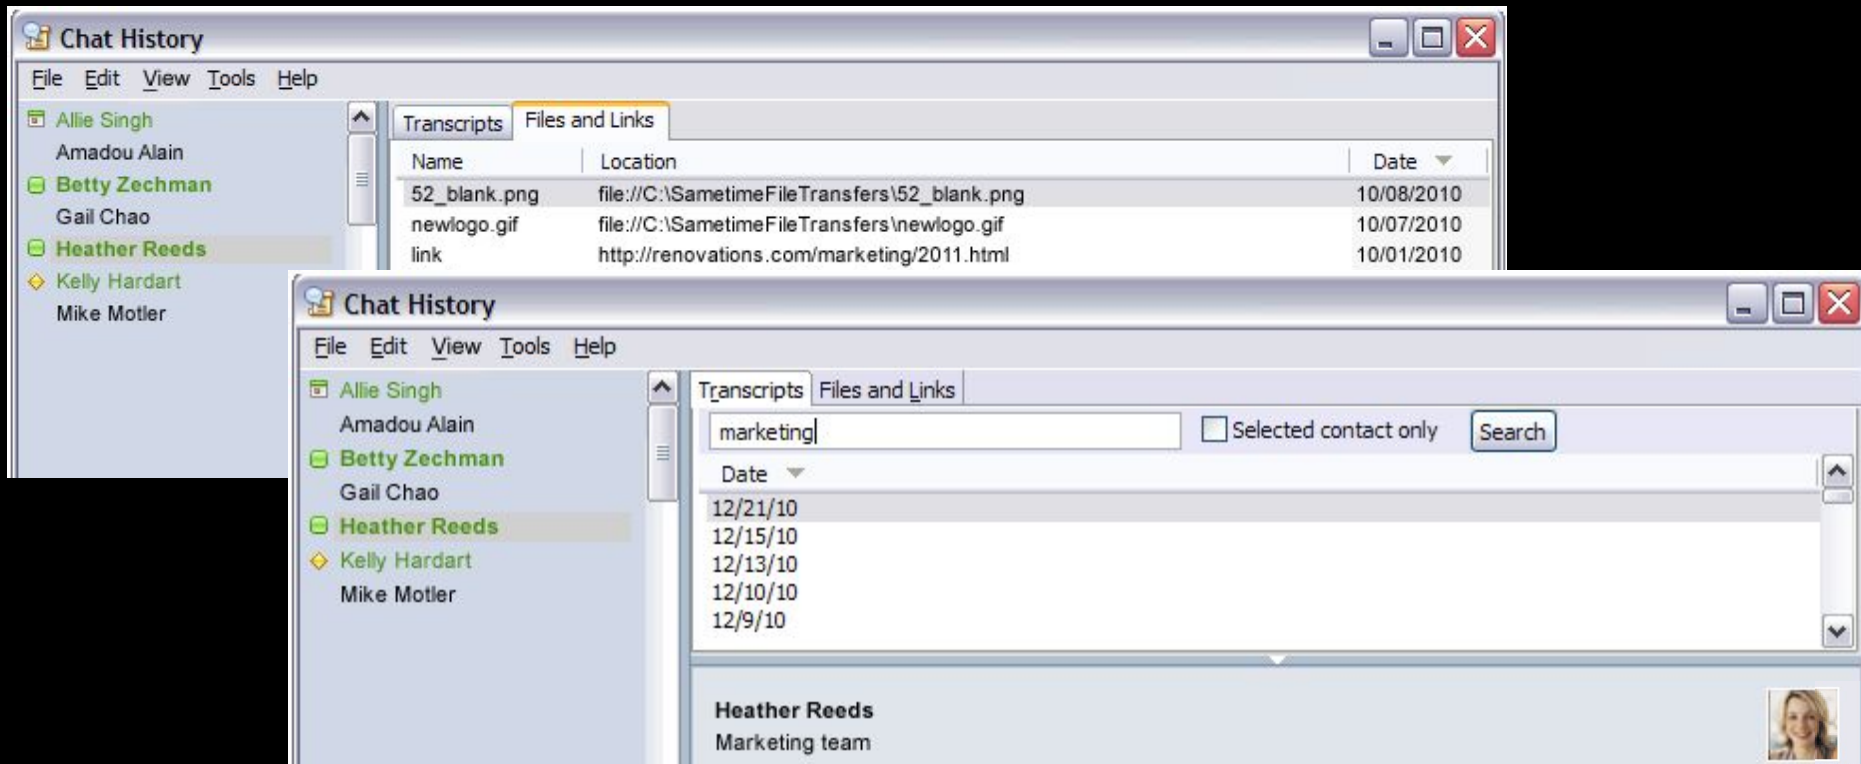 Chat History
File Edit View Tools Help
Allie Singh
Amadou Alain
Betty Zechman
Gail Chao
Heather Reeds
Kelly Hardart
Mike Motler
Transcripts Files and Links
Name Location Date
52_blank.png file://C:\SametimeFileTransfers\52_blank.png 10/08/2010
newlogo.gif file://C:\SametimeFileTransfers\newlogo.gif 10/07/2010
link http://renovations.com/marketing/2011.html 10/01/2010
Chat History
File Edit View Tools Help
Allie Singh
Amadou Alain
Betty Zechman
Gail Chao
Heather Reeds
Kelly Hardart
Mike Motler
Transcripts Files and Links
marketing Selected contact only Search
Date
12/21/10
12/15/10
12/13/10
12/10/10
12/9/10
Heather Reeds
Marketing team